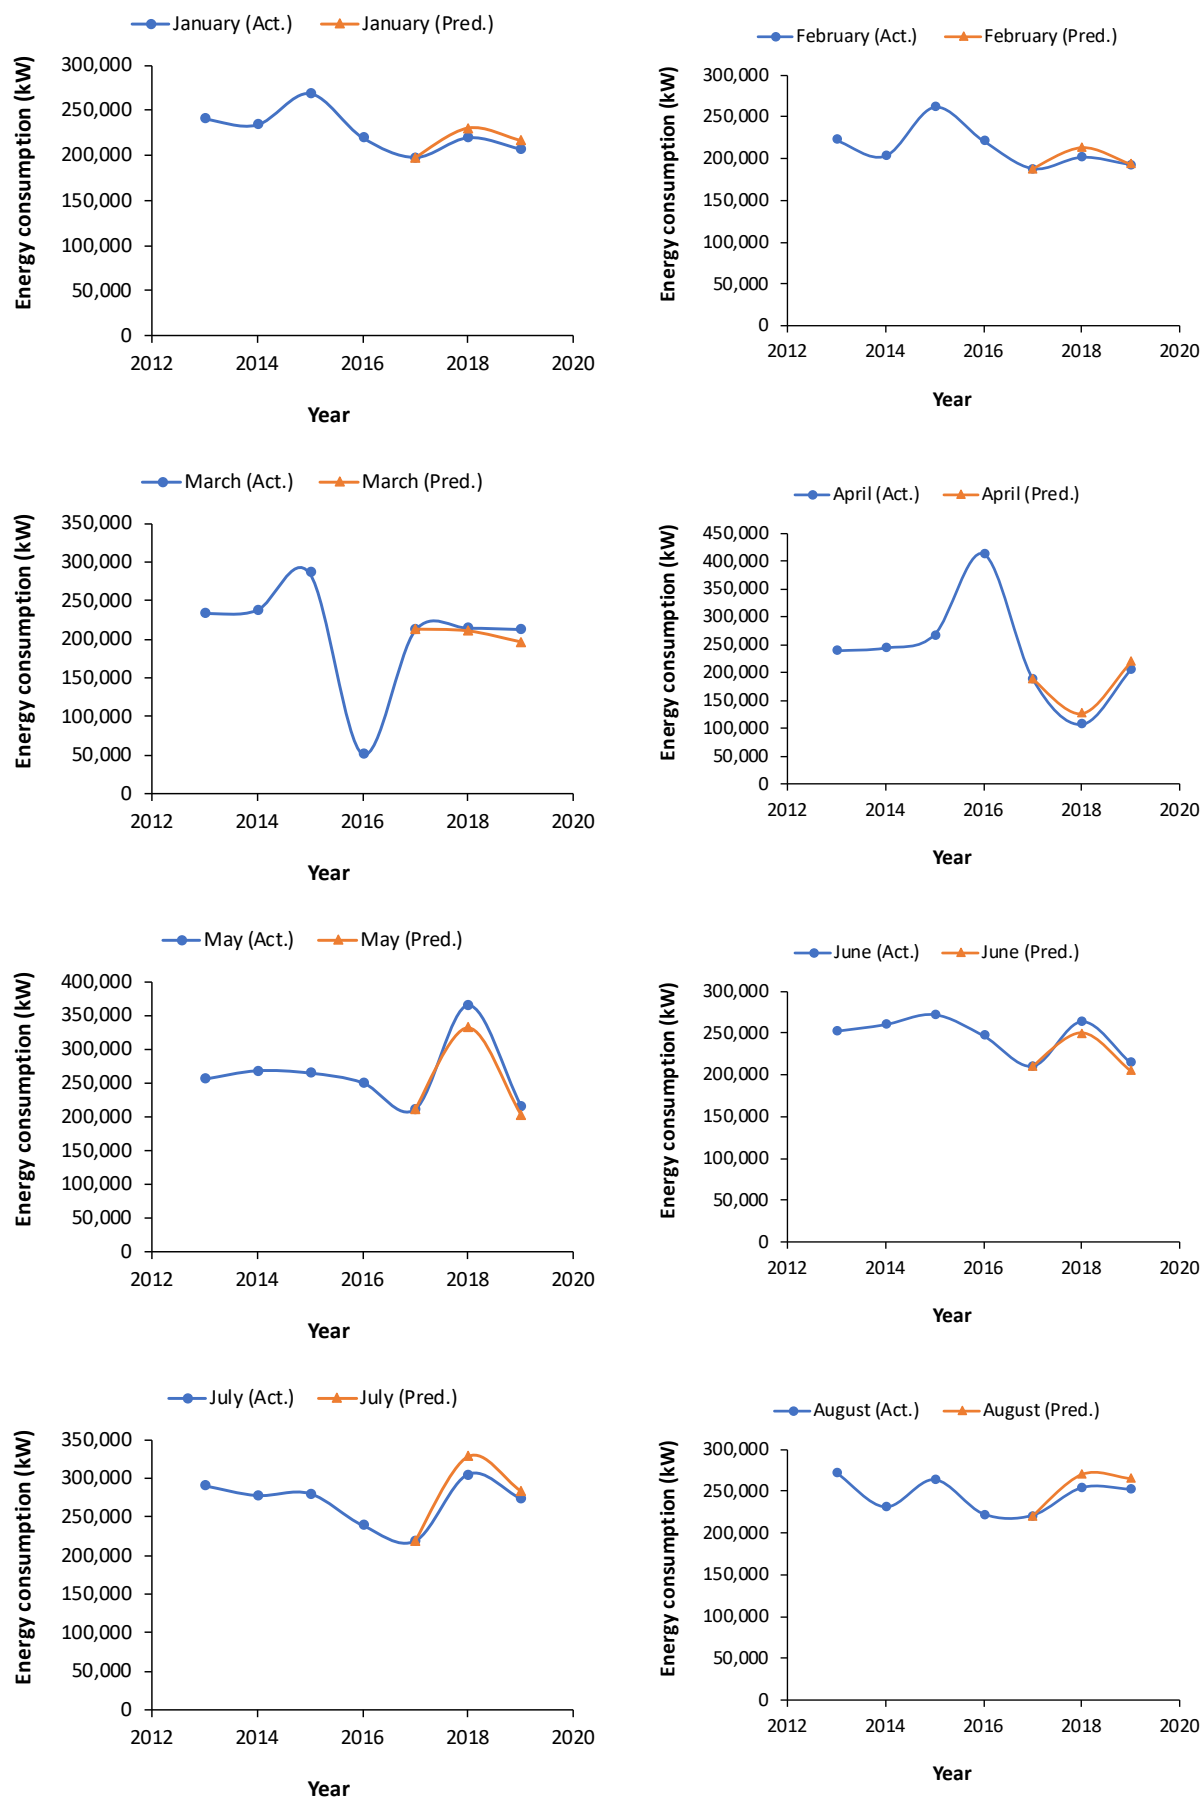 January (Act.) January (Pred.)
Energy consumption (kW)
300,000
250,000
200,000
150,000
100,000
50,000
0
2012 2014 2016 2018 2020
Year
February (Act.) February (Pred.)
Energy consumption (kW)
300,000
250,000
200,000
150,000
100,000
50,000
0
2012 2014 2016 2018 2020
Year
March (Act.) March (Pred.)
Energy consumption (kW)
350,000
300,000
250,000
200,000
150,000
100,000
50,000
0
2012 2014 2016 2018 2020
Year
April (Act.) April (Pred.)
Energy consumption (kW)
450,000
400,000
350,000
300,000
250,000
200,000
150,000
100,000
50,000
0
2012 2014 2016 2018 2020
Year
May (Act.) May (Pred.)
Energy consumption (kW)
400,000
350,000
300,000
250,000
200,000
150,000
100,000
50,000
0
2012 2014 2016 2018 2020
Year
June (Act.) June (Pred.)
Energy consumption (kW)
300,000
250,000
200,000
150,000
100,000
50,000
0
2012 2014 2016 2018 2020
Year
July (Act.) July (Pred.)
Energy consumption (kW)
350,000
300,000
250,000
200,000
150,000
100,000
50,000
0
2012 2014 2016 2018 2020
Year
August (Act.) August (Pred.)
Energy consumption (kW)
300,000
250,000
200,000
150,000
100,000
50,000
0
2012 2014 2016 2018 2020
Year